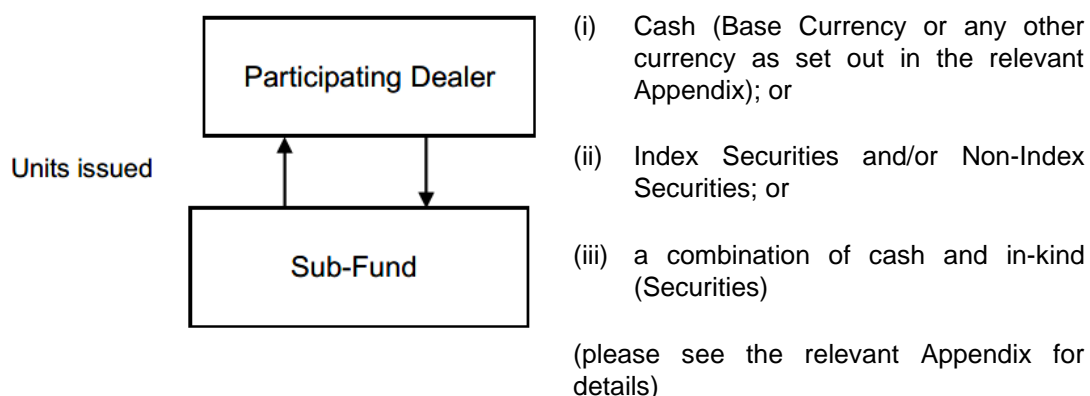 Participating Dealer
Units issued
Sub-Fund
(i) Cash (Base Currency or any other
currency as set out in the relevant
Appendix); or
(ii) Index Securities and/or Non-Index
Securities; or
(iii) a combination of cash and in-kind
(Securities)
(please see the relevant Appendix for
details)